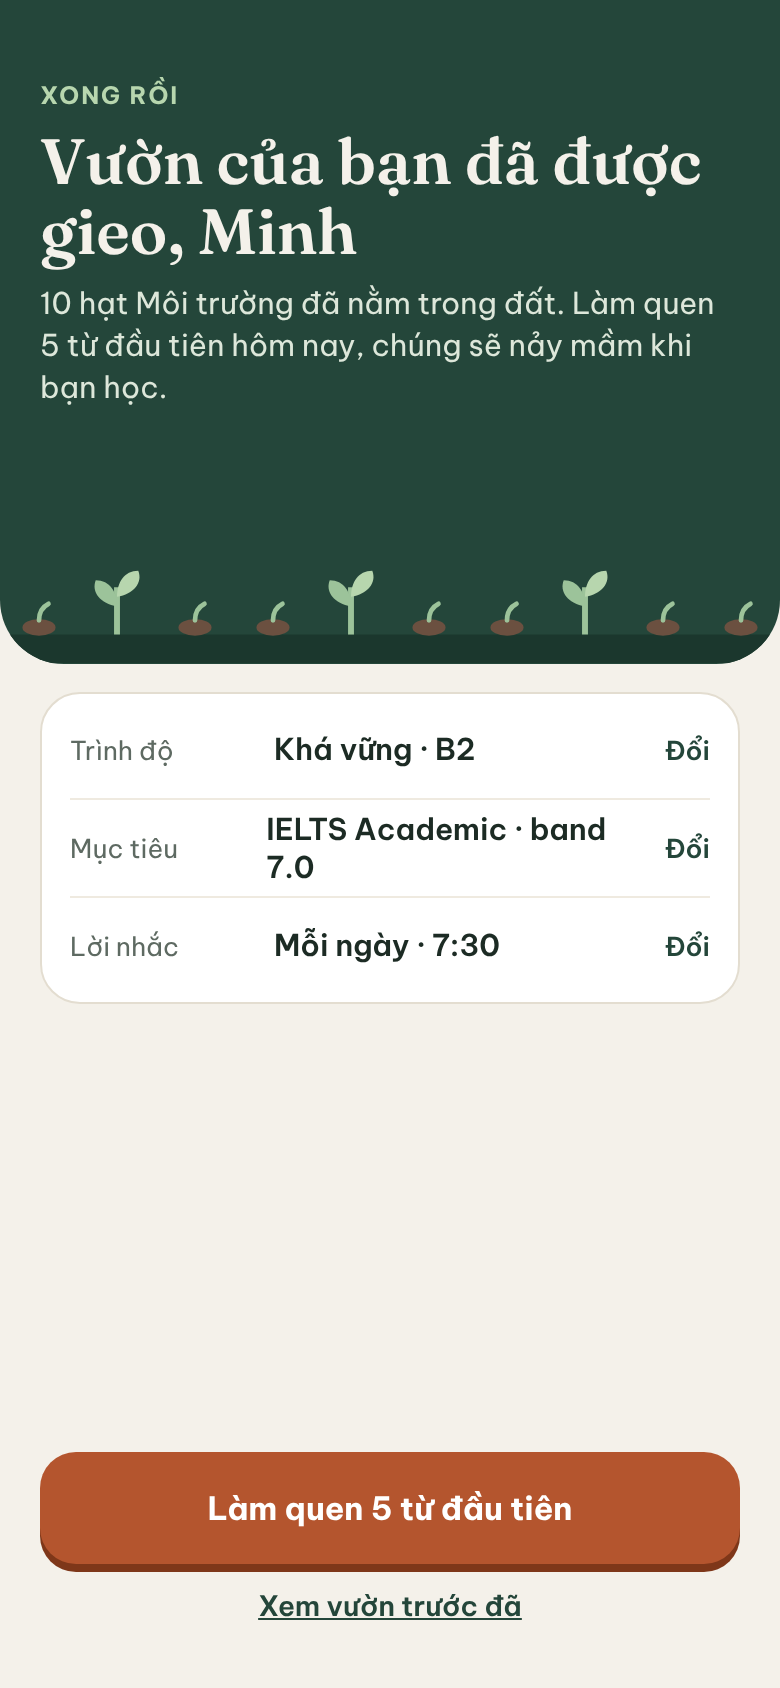 XONG RỒI
Vườn của bạn đã được
gieo, Minh
10 hạt Môi trường đã nằm trong đất. Làm quen
5 từ đầu tiên hôm nay, chúng sẽ nảy mầm khi
bạn học.
Trình độ Khá vững · B2 Đổi
Mục tiêu IELTS Academic · band 7.0 Đổi
Lời nhắc Mỗi ngày · 7:30 Đổi
Làm quen 5 từ đầu tiên
Xem vườn trước đã